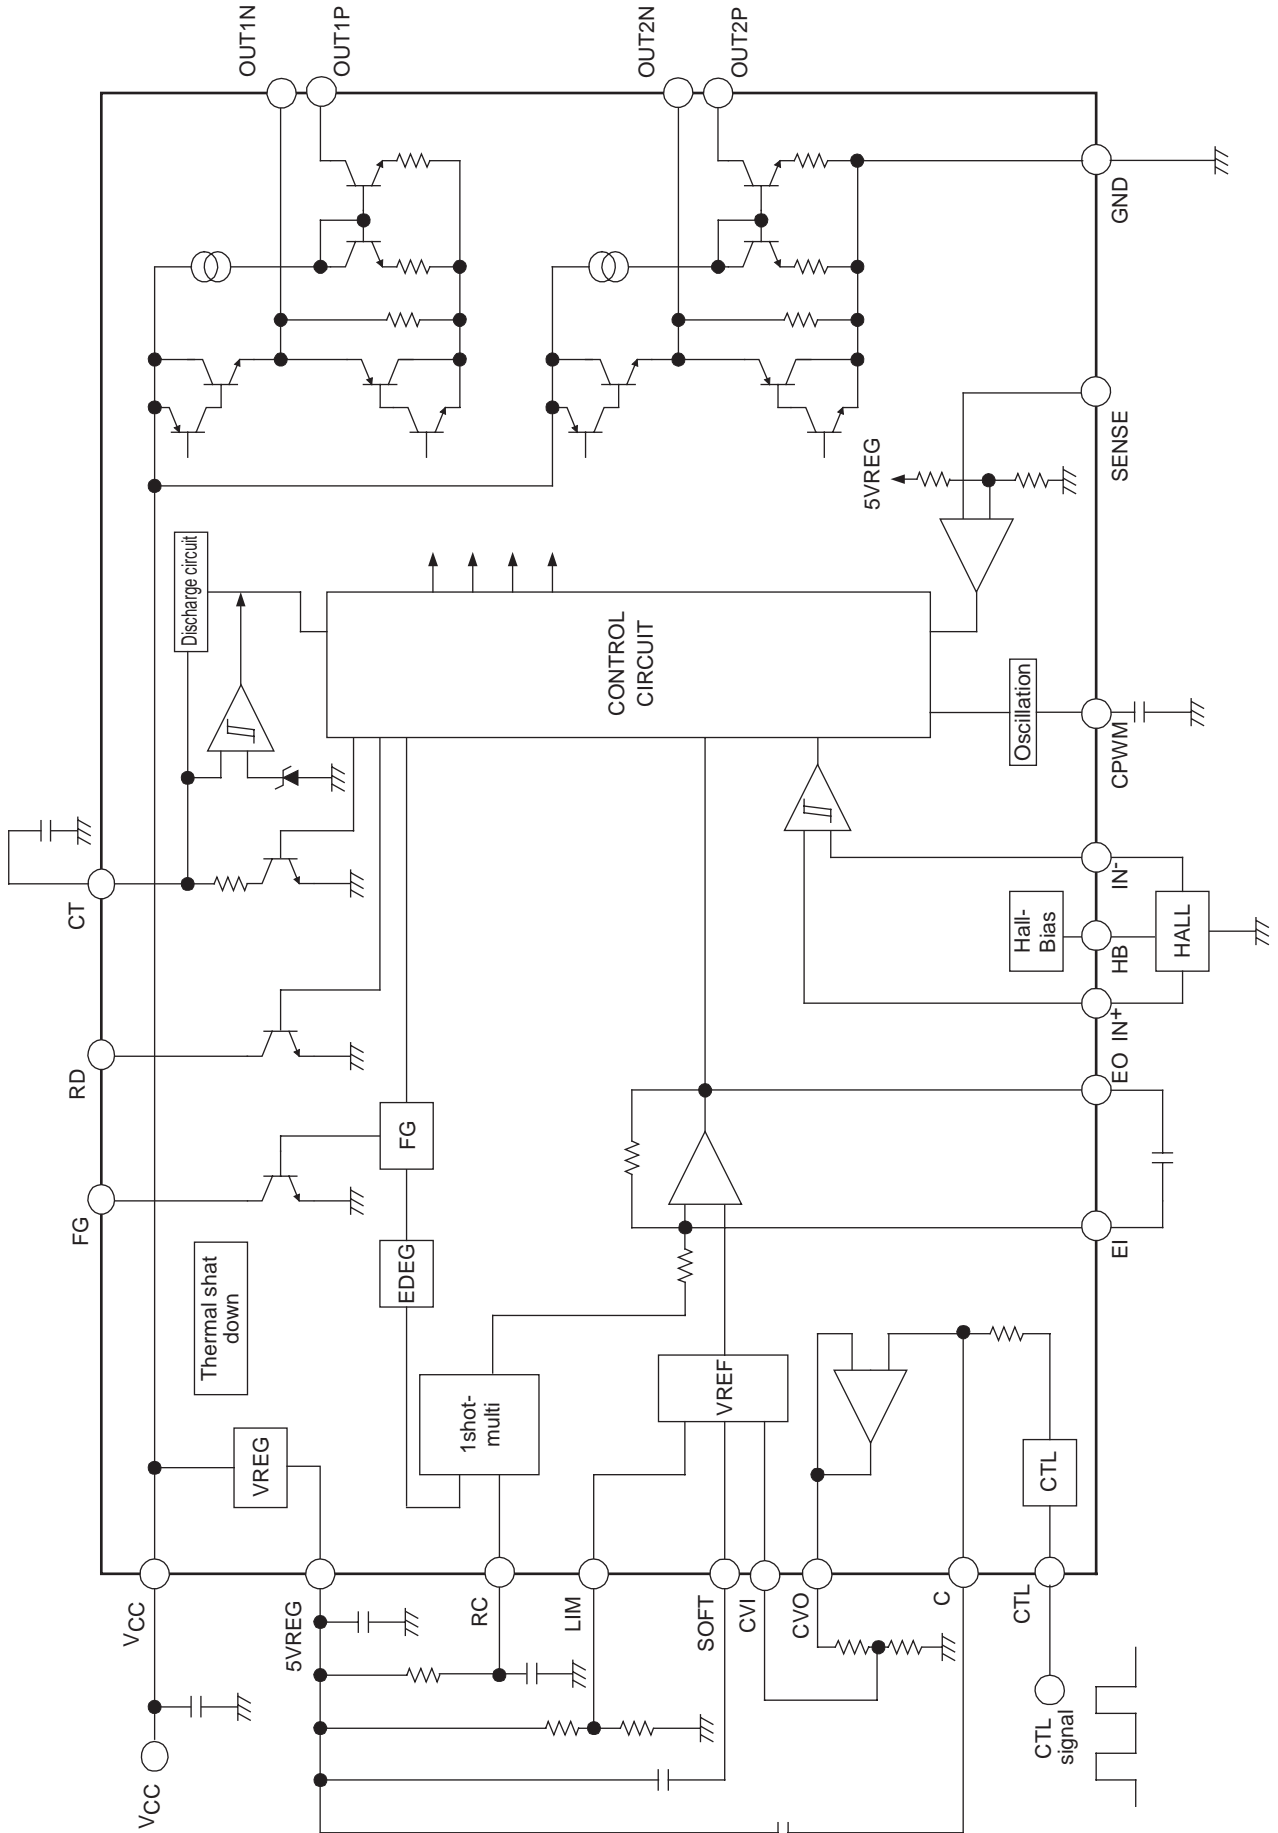 OUT1N
OUT1P
OUT2N
OUT2P
GND
SENSE
5VREG
Discharge circuit
CONTROL
CIRCUIT
Oscillation
CPWM
CT
IN-
Hall-
Bias
HB
HALL
IN+
RD
EO
FG
FG
EI
EDEG
Thermal shat
down
VREF
1shot-
multi
VREG
CTL
VCC
5VREG
RC
LIM
SOFT
CVI
CVO
C
CTL
VCC
CTL
signal